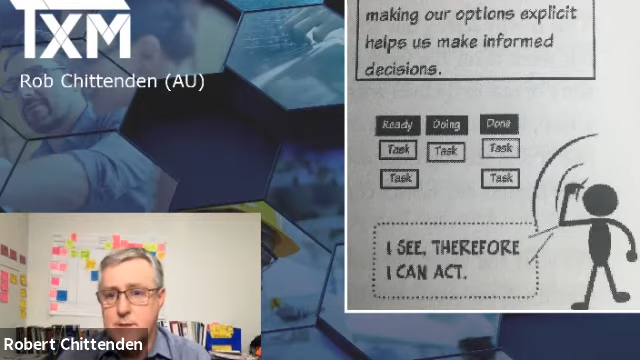 TXM
Rob Chittenden (AU)
making our options explicit
helps us make informed
decisions.
Ready Doing Done
Task Task Task
Task Task
I SEE, THEREFORE
I CAN ACT.
Robert Chittenden